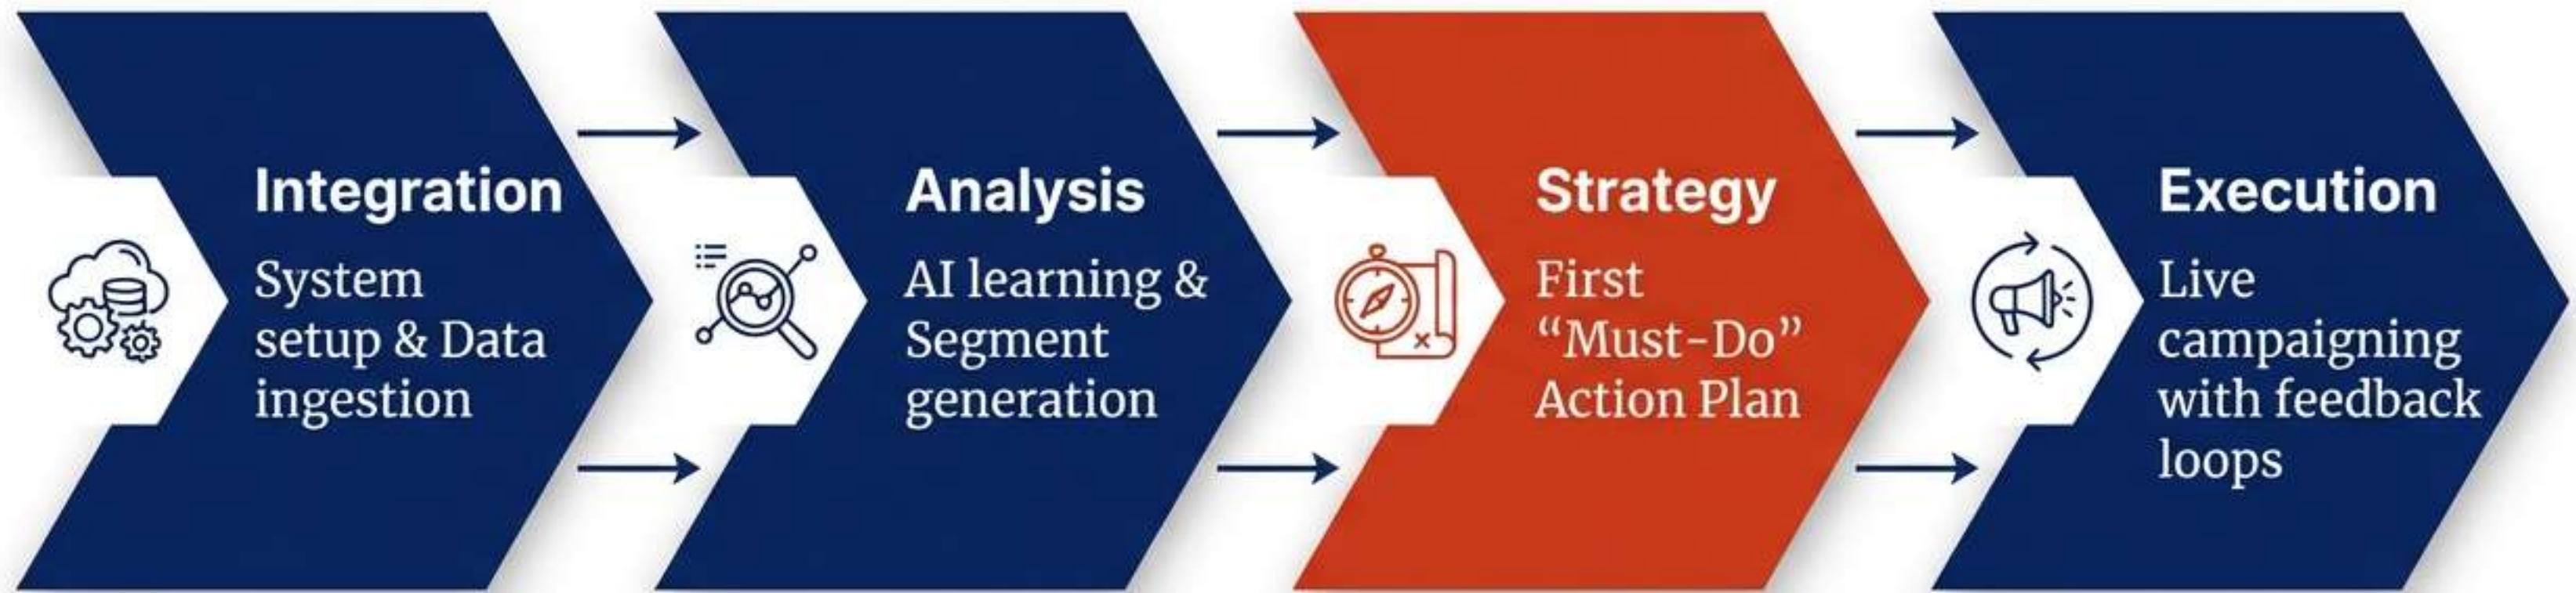 Integration
System
setup & Data
ingestion
Analysis
AI learning &
Segment
generation
Strategy
First
“Must-Do”
Action Plan
Execution
Live
campaigning
with feedback
loops